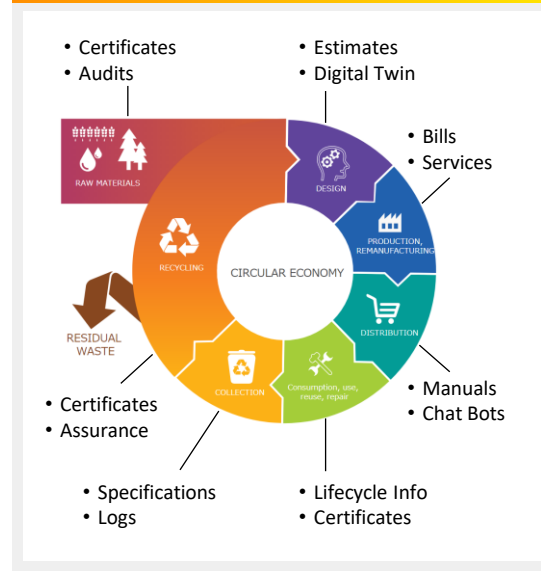 • Certificates
• Audits
• Estimates
• Digital Twin
RAW MATERIALS
DESIGN
• Bills
• Services
PRODUCTION,
REMANUFACTURING
RECYCLING
CIRCULAR ECONOMY
DISTRIBUTION
RESIDUAL
WASTE
COLLECTION
Consumption, use,
reuse, repair
• Manuals
• Chat Bots
• Certificates
• Assurance
• Specifications
• Logs
• Lifecycle Info
• Certificates